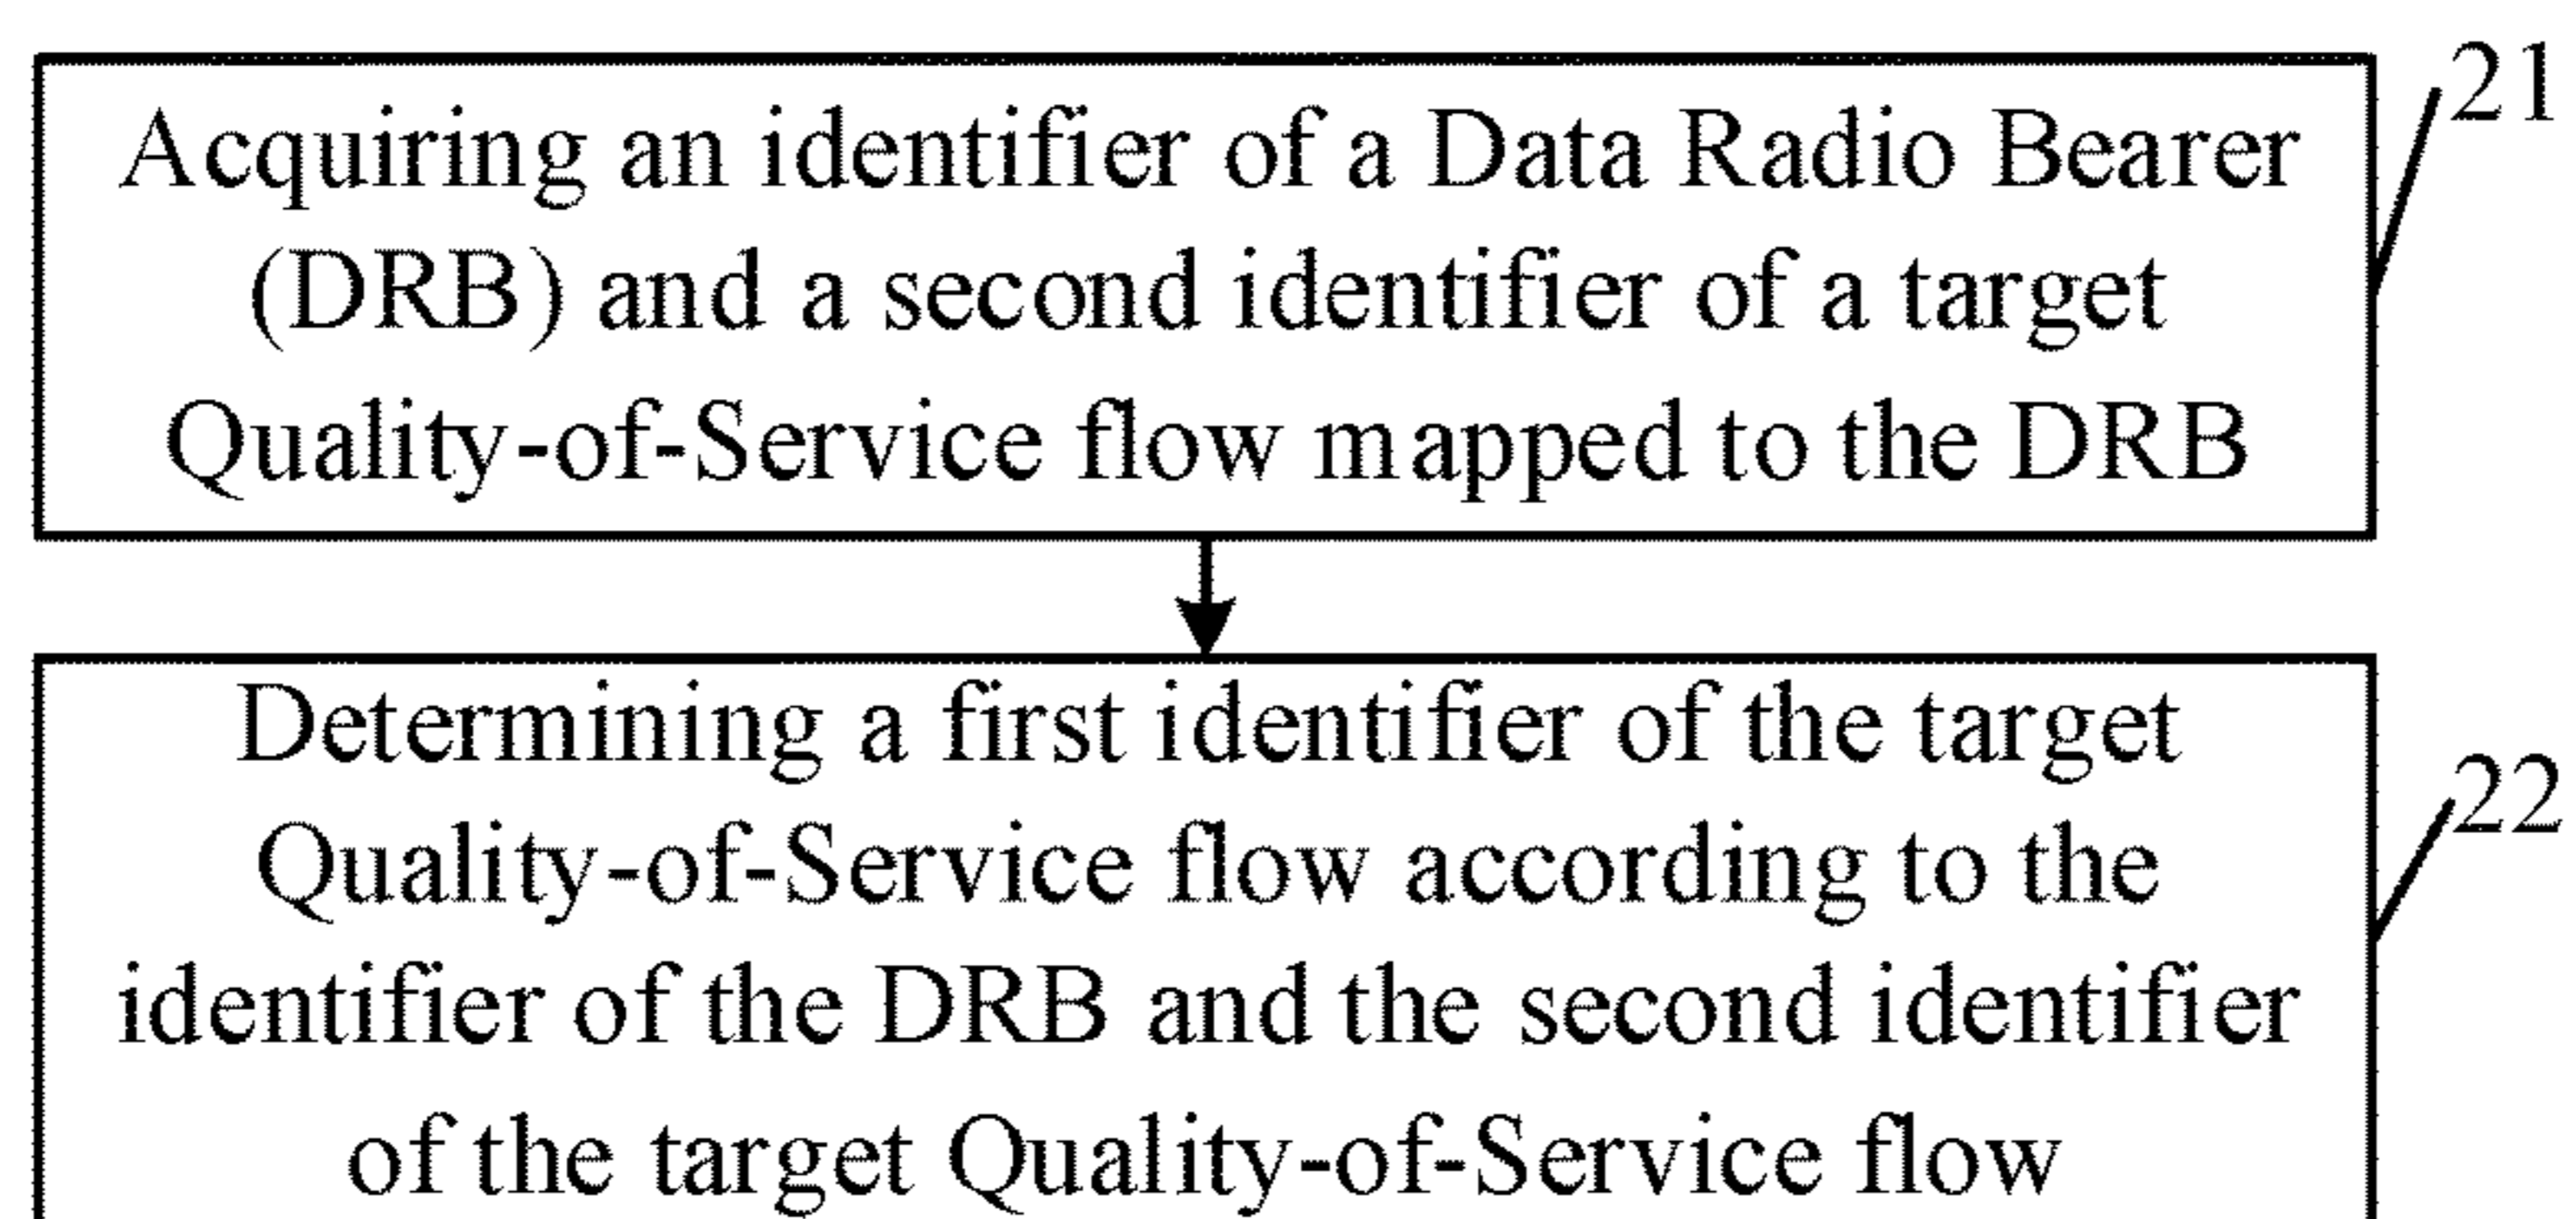 Acquiring an identifier of a Data Radio Bearer
(DRB) and a second identifier of a target
Quality-of-Service flow mapped to the DRB
21
Determining a first identifier of the target
Quality-of-Service flow according to the
identifier of the DRB and the second identifier
of the target Quality-of-Service flow
22